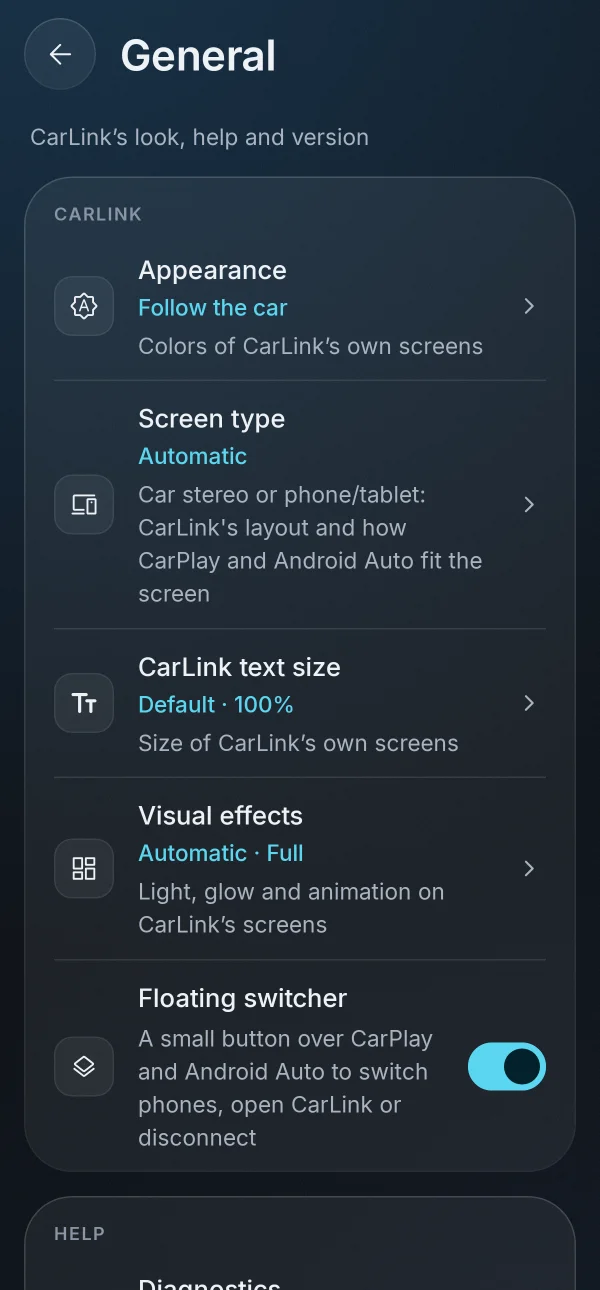 General
CarLink’s look, help and version
CARLINK
Appearance
Follow the car
Colors of CarLink’s own screens
Screen type
Automatic
Car stereo or phone/tablet:
CarLink's layout and how
CarPlay and Android Auto fit the
screen
CarLink text size
Default · 100%
Size of CarLink’s own screens
Visual effects
Automatic · Full
Light, glow and animation on
CarLink’s screens
Floating switcher
A small button over CarPlay
and Android Auto to switch
phones, open CarLink or
disconnect
HELP
Diagnostics